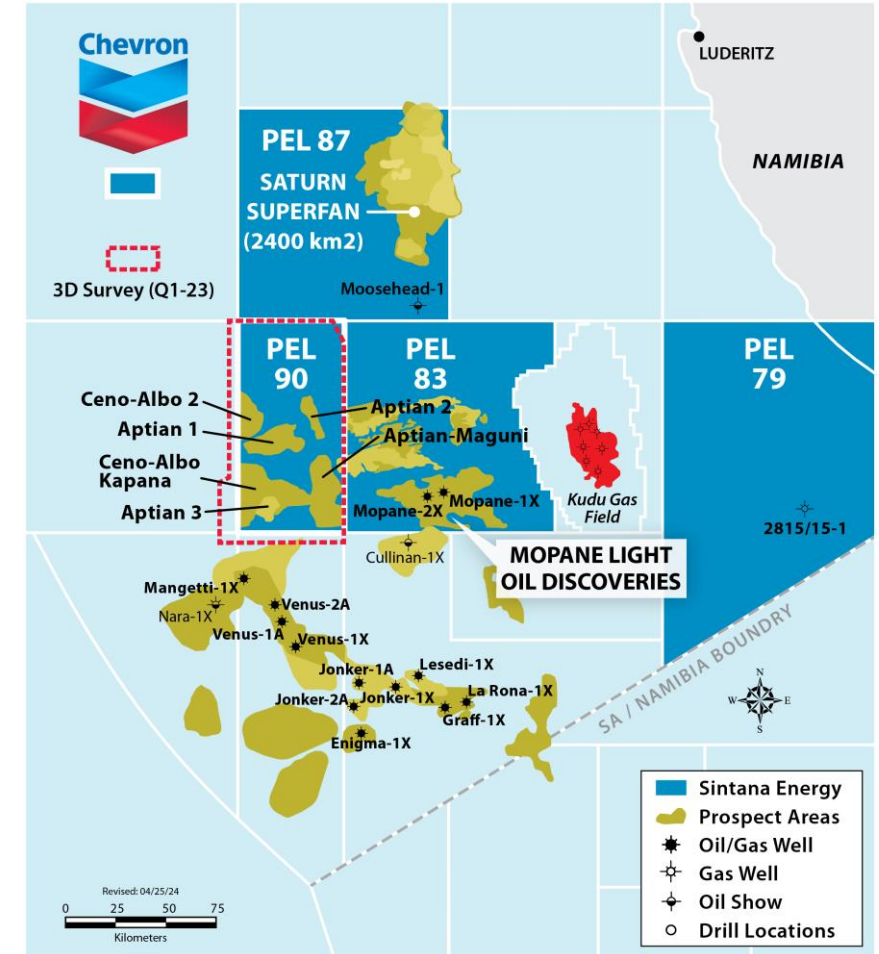 Chevron
LUDERITZ
NAMIBIA
PEL 87
SATURN
SUPERFAN
(2400 km2)
3D Survey (Q1-23)
Moosehead-1
PEL
90
PEL
83
PEL
79
Ceno-Albo 2
Aptian 1
Ceno-Albo
Kapana
Aptian 3
Aptian 2
Aptian-Maguni
Mopane-1X
Mopane-2X
Kudu Gas
Field
2815/15-1
Cullinan-1X
MOPANE LIGHT
OIL DISCOVERIES
Mangetti-1X
Nara-1X
Venus-2A
Venus-1A
Venus-1X
Jonker-1A
Lesedi-1X
Jonker-2A
Jonker-1X
La Rona-1X
Graff-1X
Enigma-1X
SA / NAMIBIA BOUNDRY
N
W
E
S
Sintana Energy
Prospect Areas
Oil/Gas Well
Gas Well
Oil Show
Drill Locations
Revised: 04/25/24
0 25 50 75
Kilometers